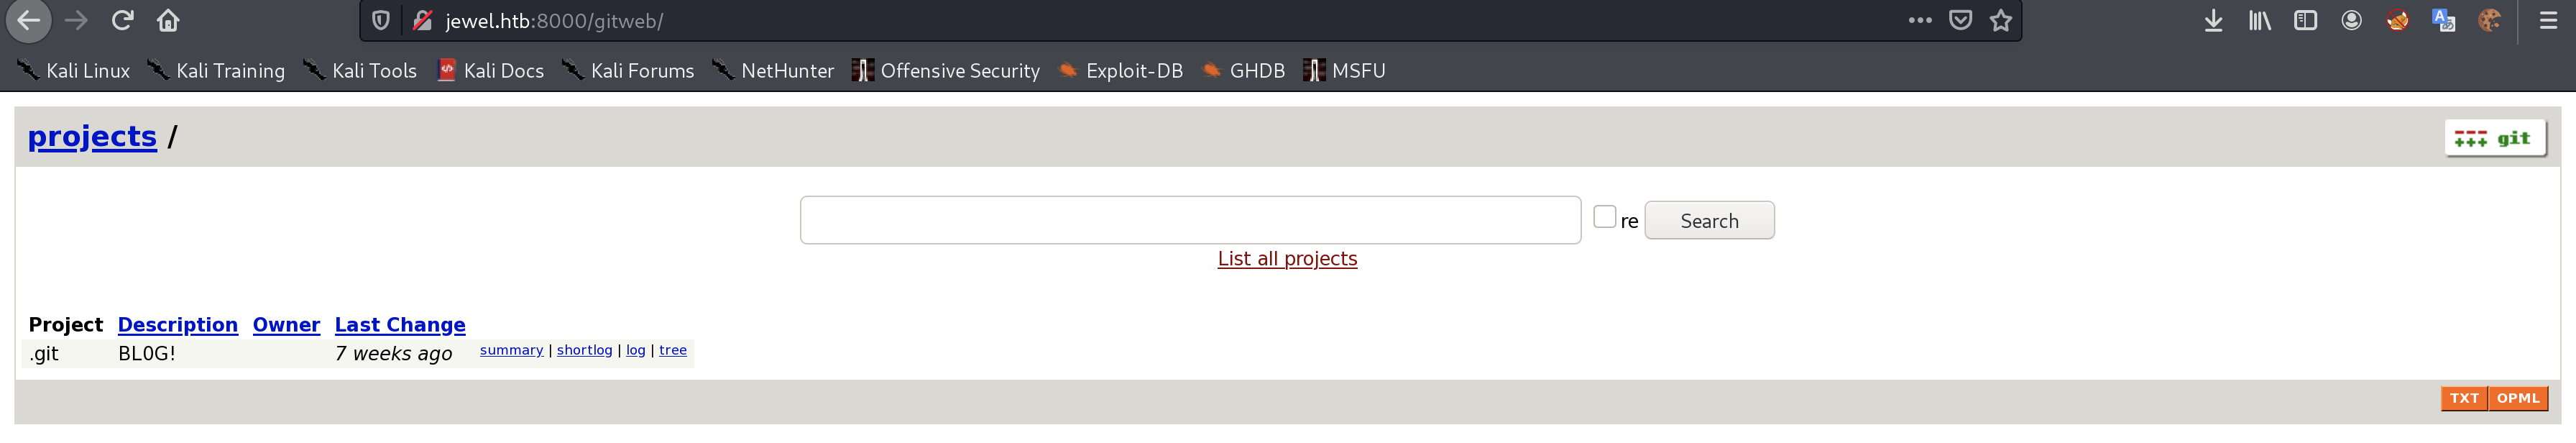 jewel.htb:8000/gitweb/
Kali Linux Kali Training Kali Tools Kali Docs Kali Forums NetHunter Offensive Security Exploit-DB GHDB MSFU
projects / git
re Search
List all projects
Project Description Owner Last Change
.git BL0G! 7 weeks ago summary | shortlog | log | tree
TXT OPML